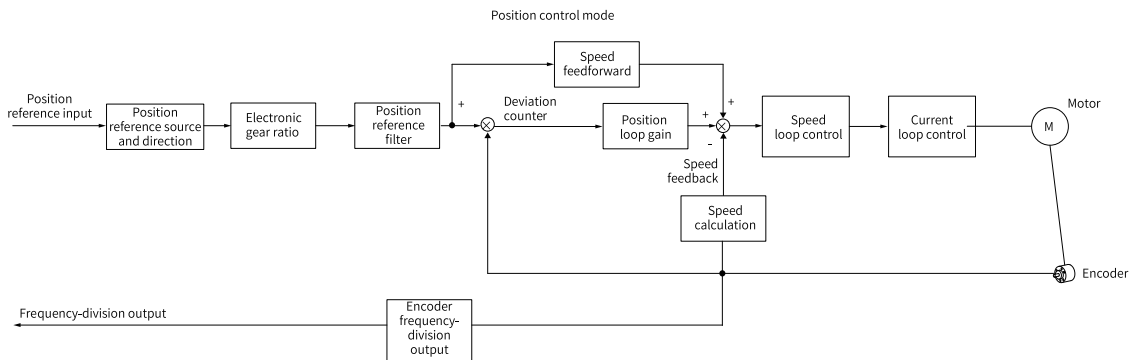 Position control mode
Speed
feedforward
Position
reference input
Position
reference source
and direction
Electronic
gear ratio
Position
reference
filter
+
Deviation
counter
Position
loop gain
+
+
-
Speed
feedback
Speed
loop control
Current
loop control
Motor
M
Speed
calculation
Encoder
Frequency-division output
Encoder
frequency-
division
output